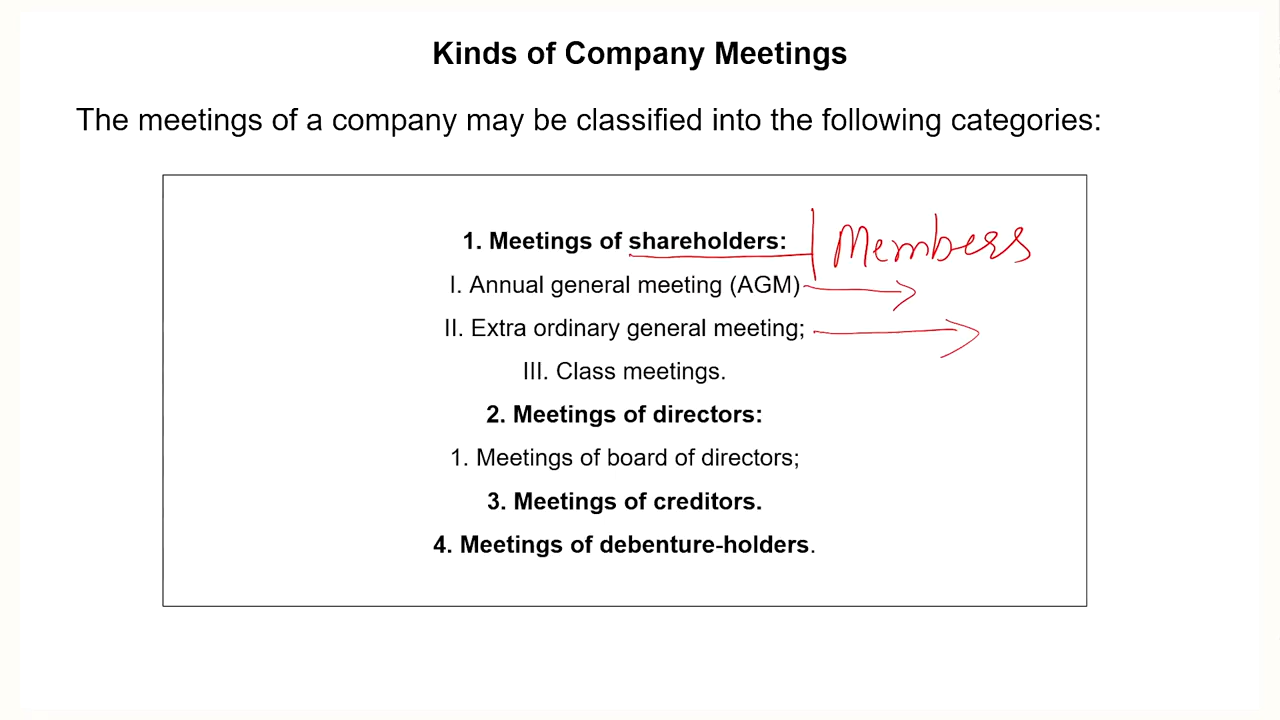 Kinds of Company Meetings
The meetings of a company may be classified into the following categories:
1. Meetings of shareholders: Members
I. Annual general meeting (AGM)
II. Extra ordinary general meeting;
III. Class meetings.
2. Meetings of directors:
1. Meetings of board of directors;
3. Meetings of creditors.
4. Meetings of debenture-holders.